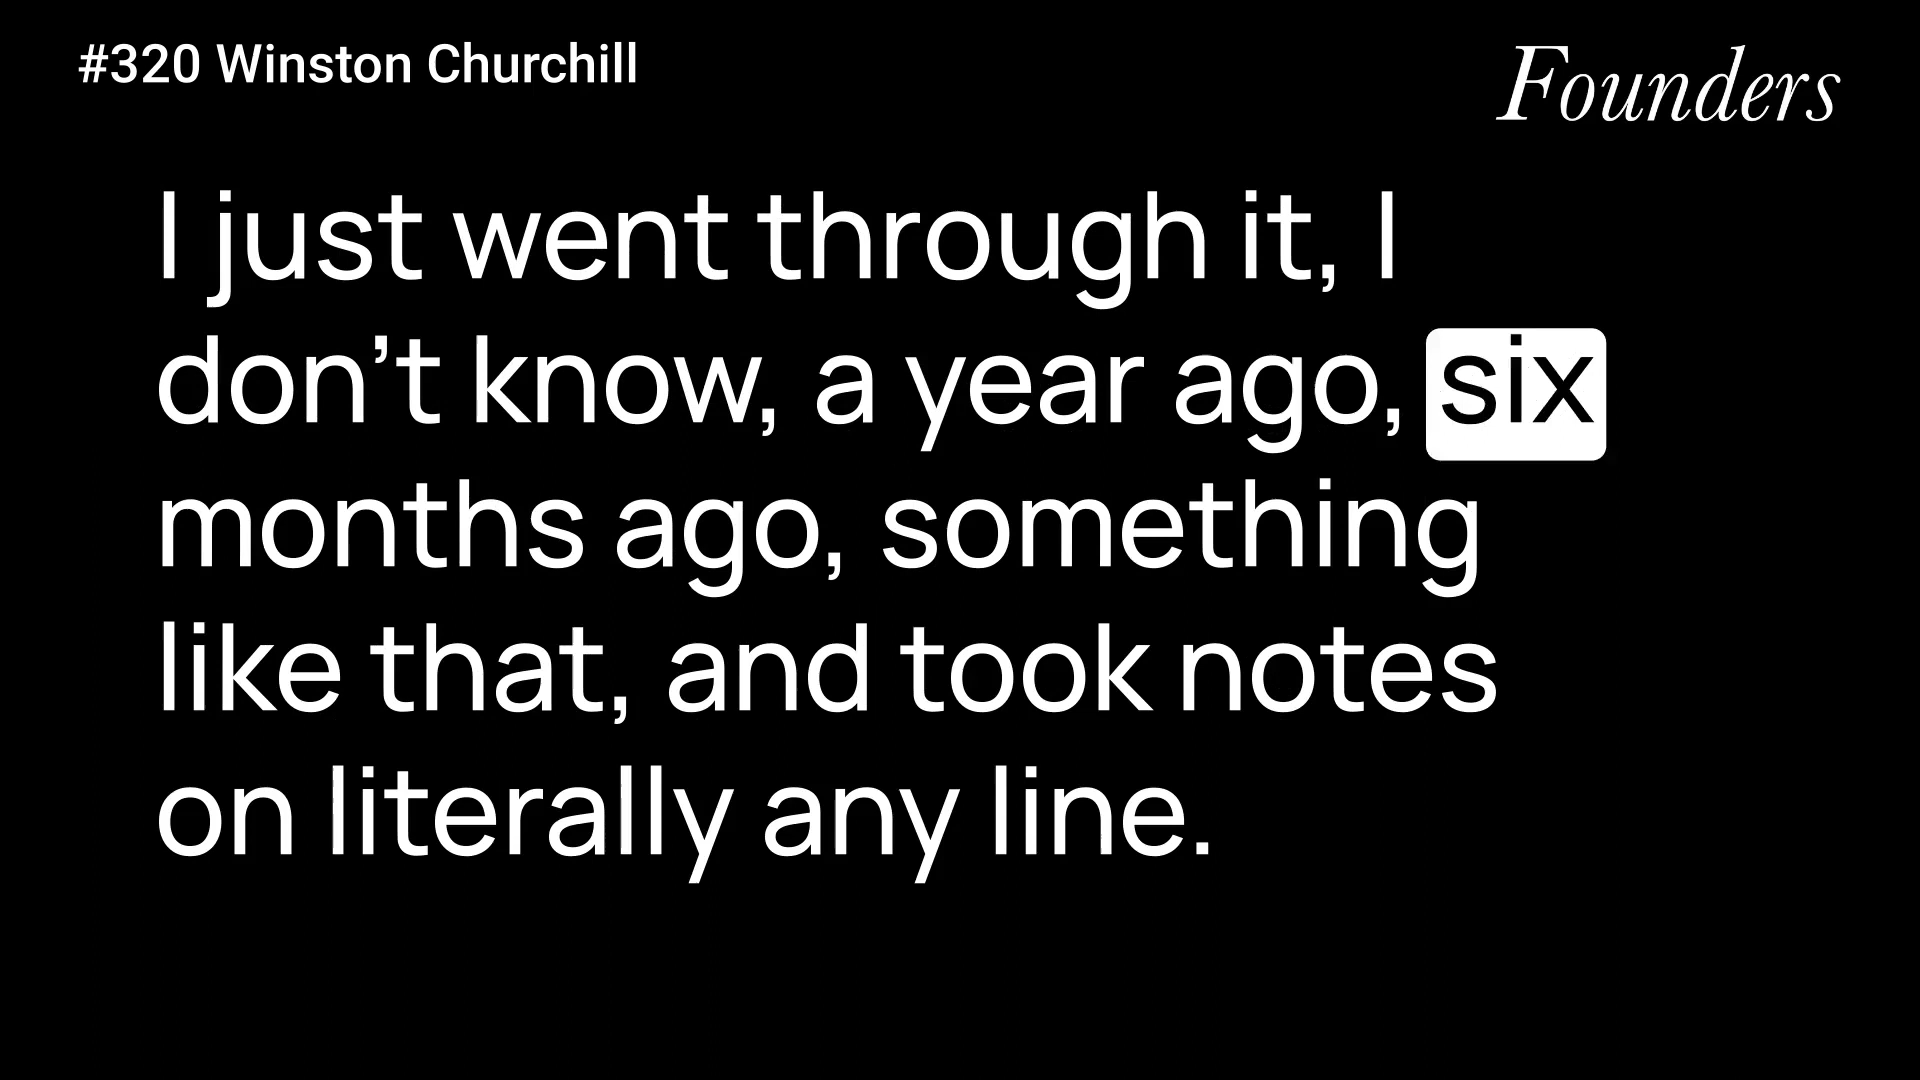 #320 Winston Churchill
Founders
I just went through it, I
don’t know, a year ago, six
months ago, something
like that, and took notes
on literally any line.